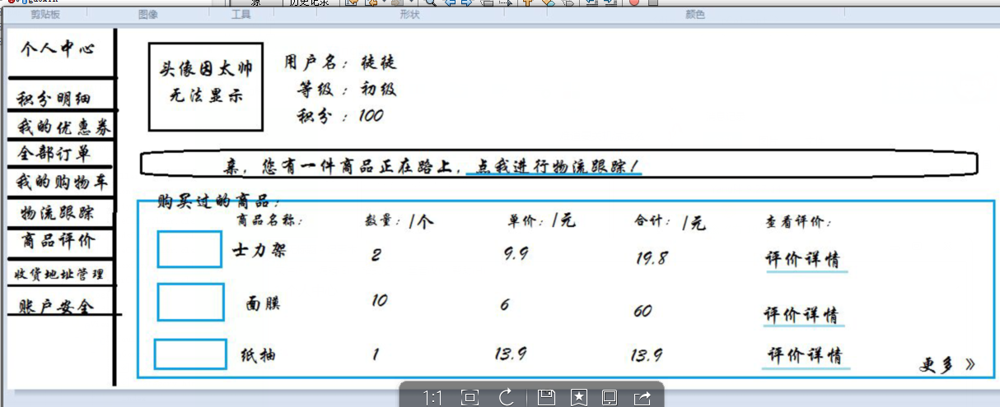 源 历史记录
剪贴板 图像 工具 形状 颜色
个人中心
积分明细
我的优惠券
全部订单
我的购物车
物流跟踪
商品评价
收货地址管理
账户安全
头像因太帅
无法显示
用户名：徒徒
等级：初级
积分：100
亲，您有一件商品正在路上，点我进行物流跟踪！
购买过的商品：
商品名称： 数量：/个 单价：/元 合计：/元 查看评价：
士力架 2 9.9 19.8 评价详情
面膜 10 6 60 评价详情
纸抽 1 13.9 13.9 评价详情
更多》
1:1